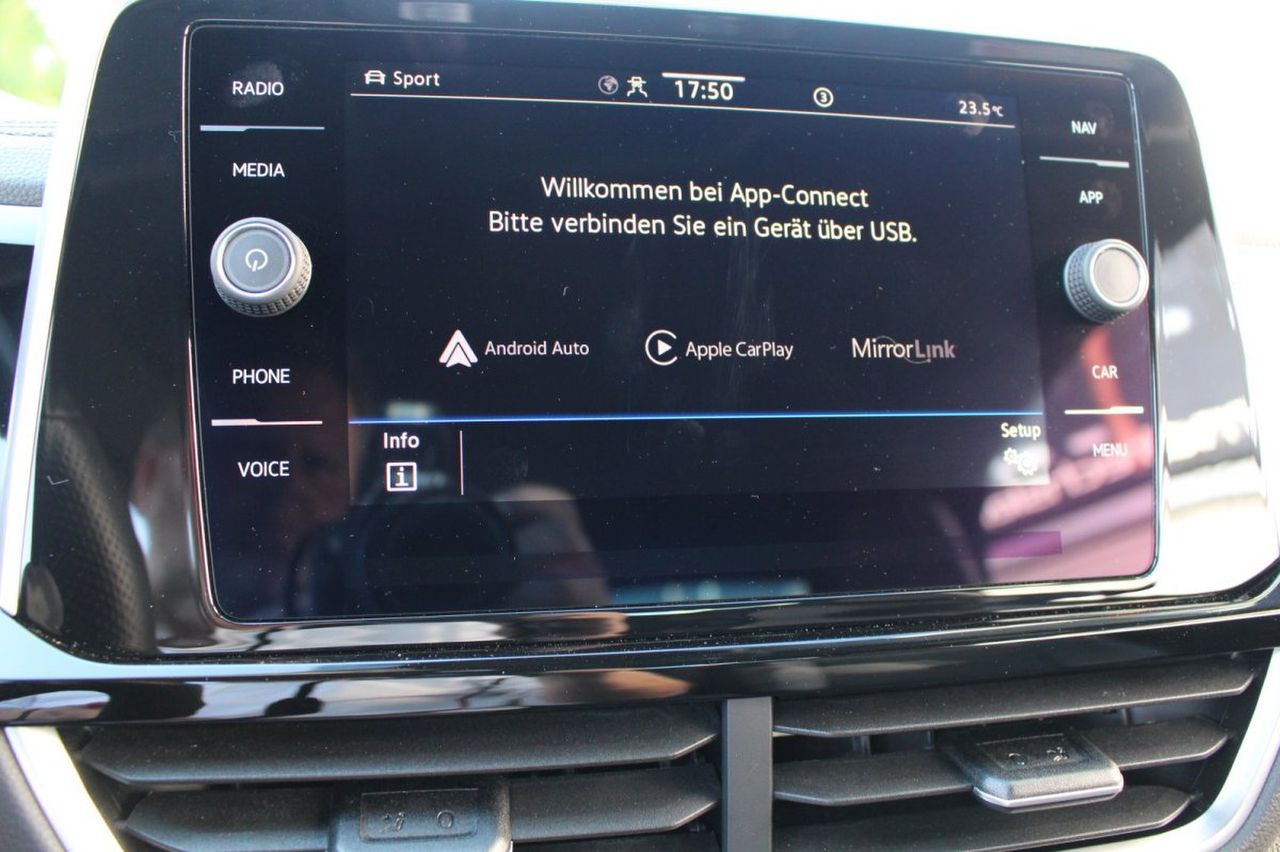 RADIO
MEDIA
PHONE
VOICE
Sport
17:50
3
23.5°C
Willkommen bei App-Connect
Bitte verbinden Sie ein Gerät über USB.
Android Auto
Apple CarPlay
MirrorLink
Info
i
Setup
NAV
APP
CAR
MENU